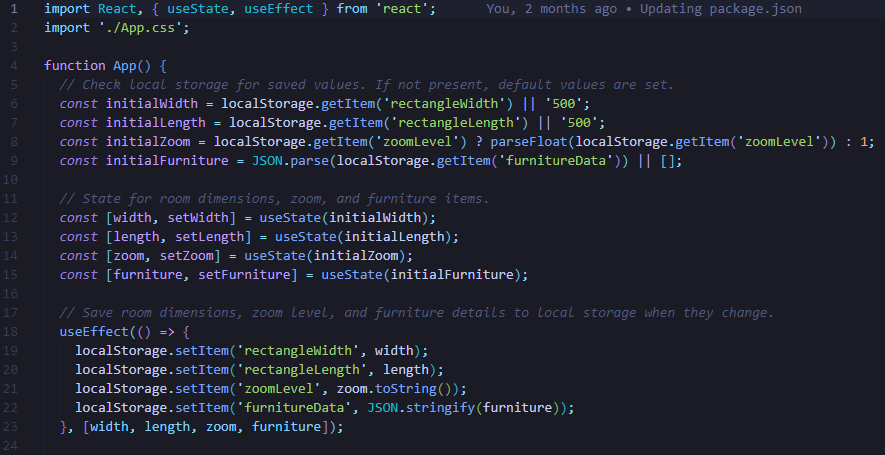 1 import React, { useState, useEffect } from 'react'; You, 2 months ago • Updating package.json
2 import './App.css';
3
4 function App() {
5 // Check local storage for saved values. If not present, default values are set.
6 const initialWidth = localStorage.getItem('rectangleWidth') || '500';
7 const initialLength = localStorage.getItem('rectangleLength') || '500';
8 const initialZoom = localStorage.getItem('zoomLevel') ? parseFloat(localStorage.getItem('zoomLevel')) : 1;
9 const initialFurniture = JSON.parse(localStorage.getItem('furnitureData')) || [];
10
11 // State for room dimensions, zoom, and furniture items.
12 const [width, setWidth] = useState(initialWidth);
13 const [length, setLength] = useState(initialLength);
14 const [zoom, setZoom] = useState(initialZoom);
15 const [furniture, setFurniture] = useState(initialFurniture);
16
17 // Save room dimensions, zoom level, and furniture details to local storage when they change.
18 useEffect(() => {
19 localStorage.setItem('rectangleWidth', width);
20 localStorage.setItem('rectangleLength', length);
21 localStorage.setItem('zoomLevel', zoom.toString());
22 localStorage.setItem('furnitureData', JSON.stringify(furniture));
23 }, [width, length, zoom, furniture]);
24